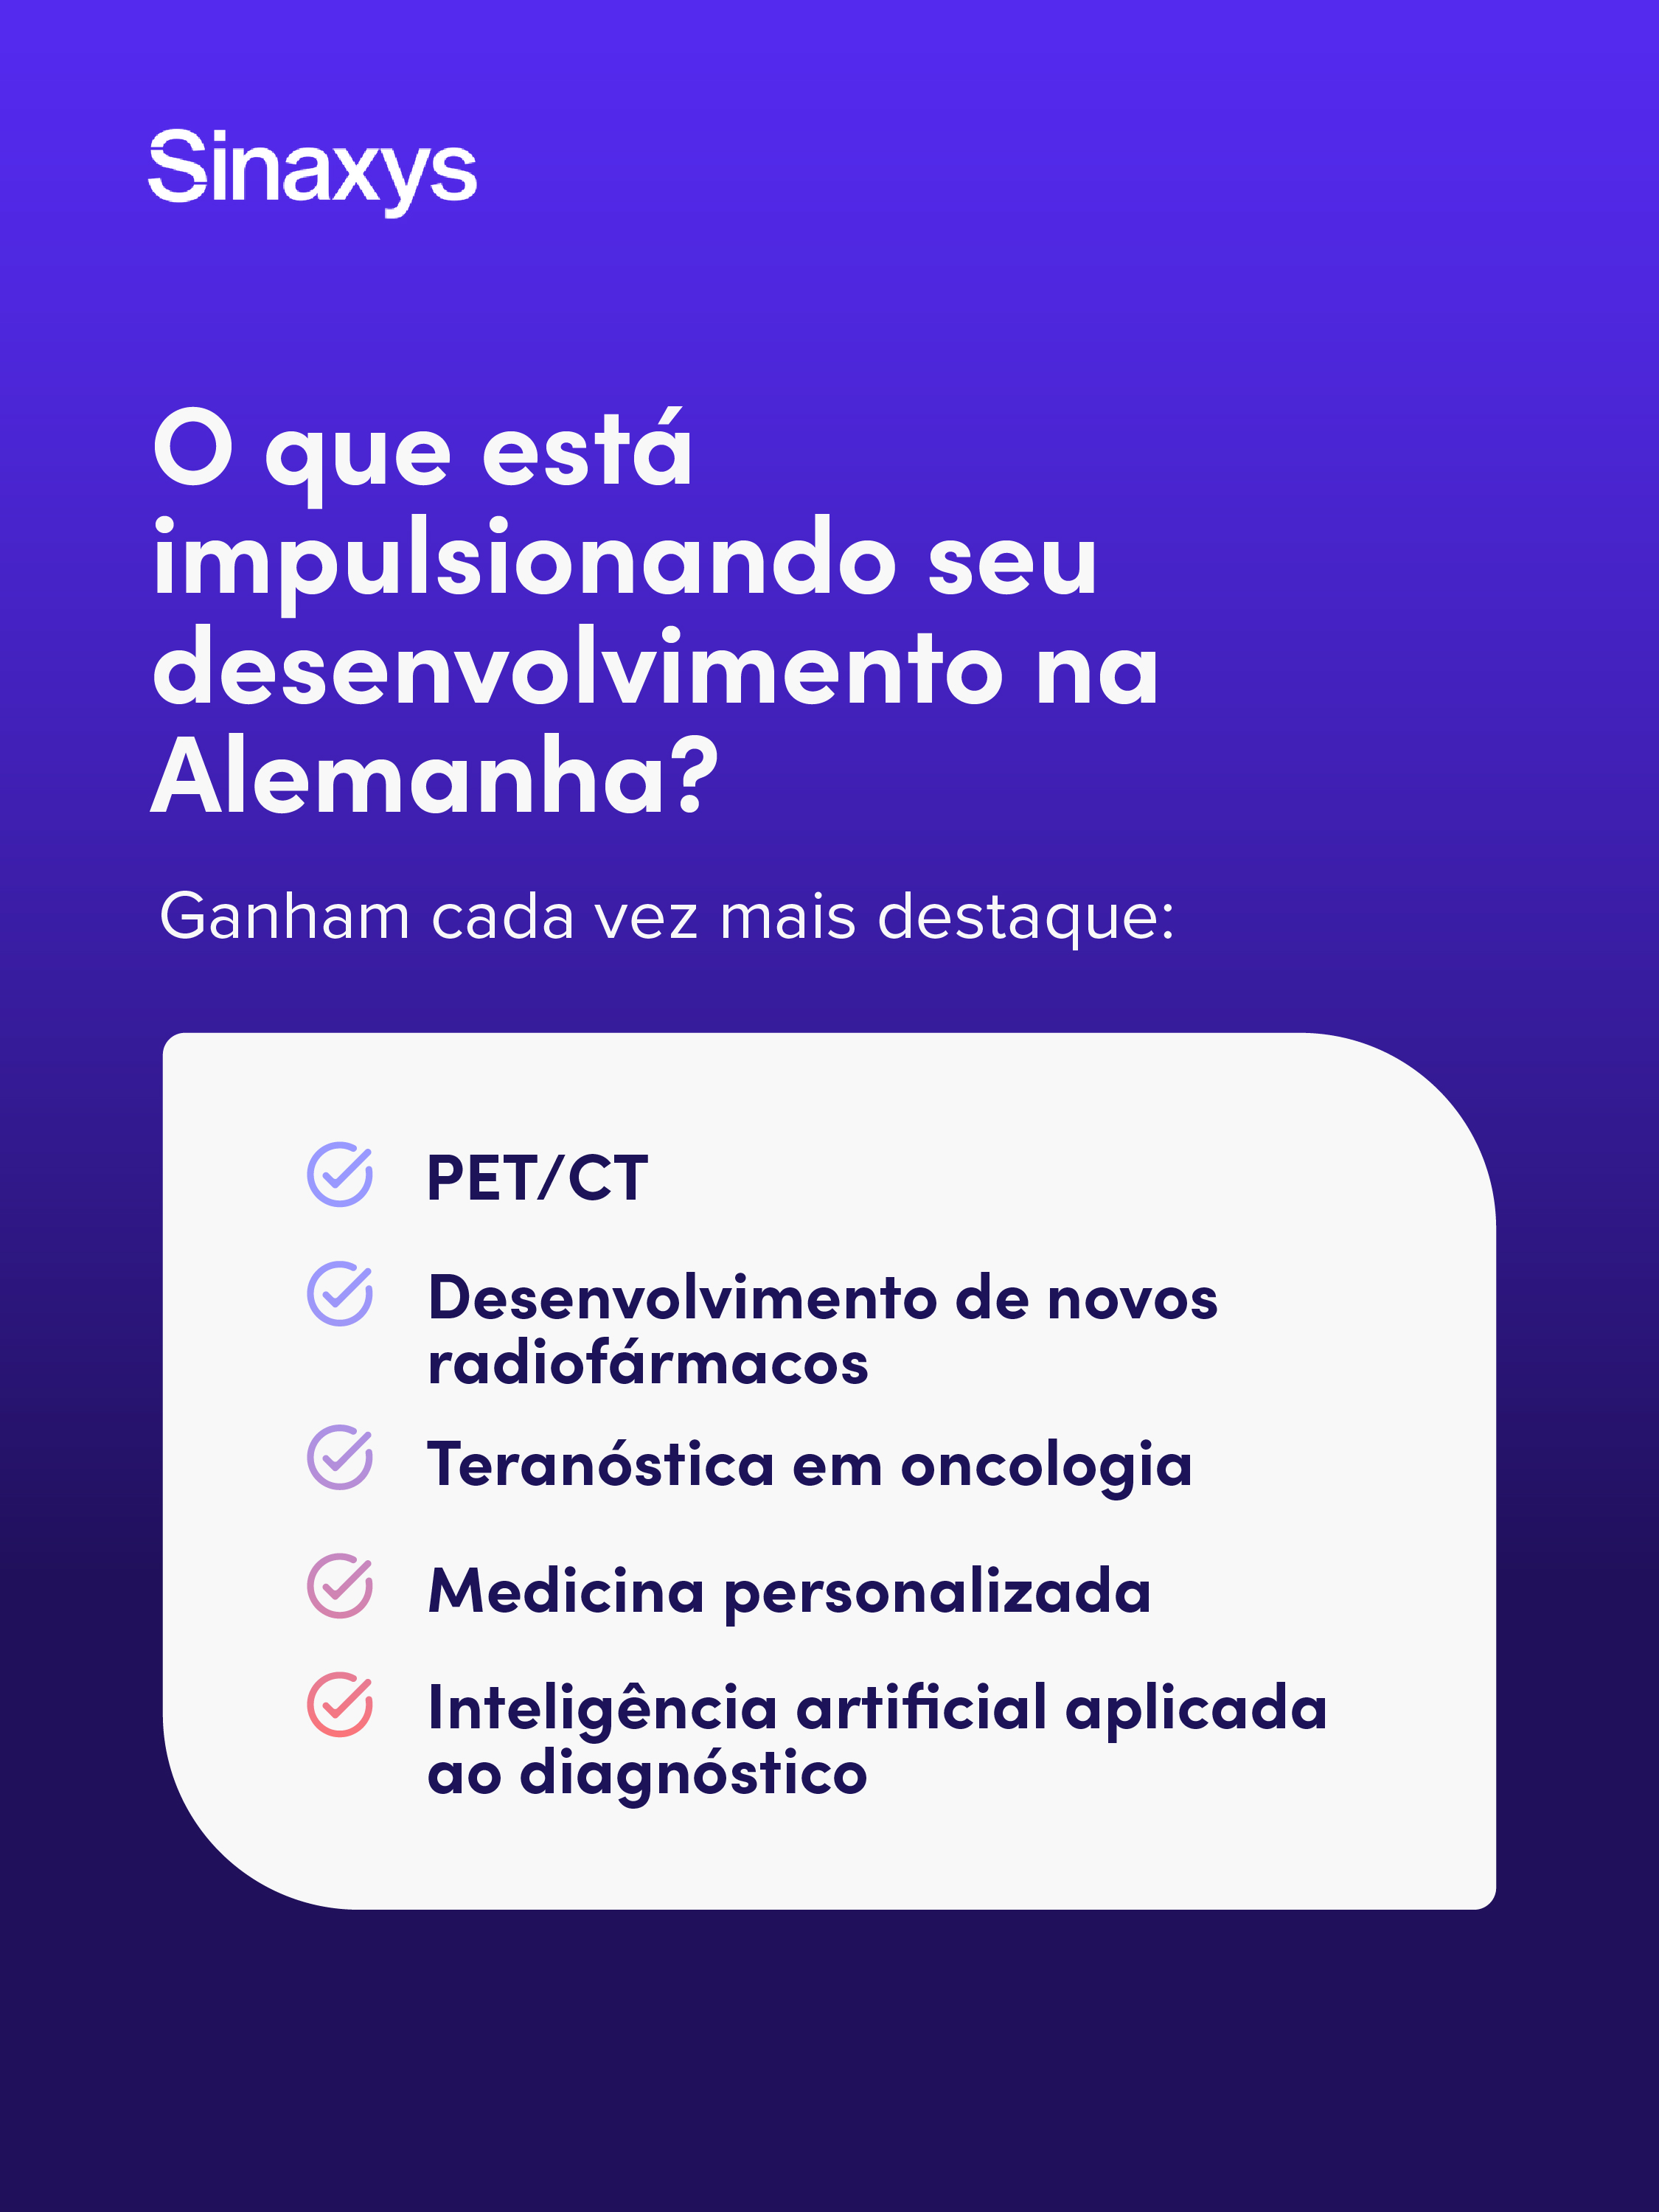 Sinaxys
O que está
impulsionando seu
desenvolvimento na
Alemanha?
Ganham cada vez mais destaque:
PET/CT
Desenvolvimento de novos
radiofármacos
Teranóstica em oncologia
Medicina personalizada
Inteligência artificial aplicada
ao diagnóstico